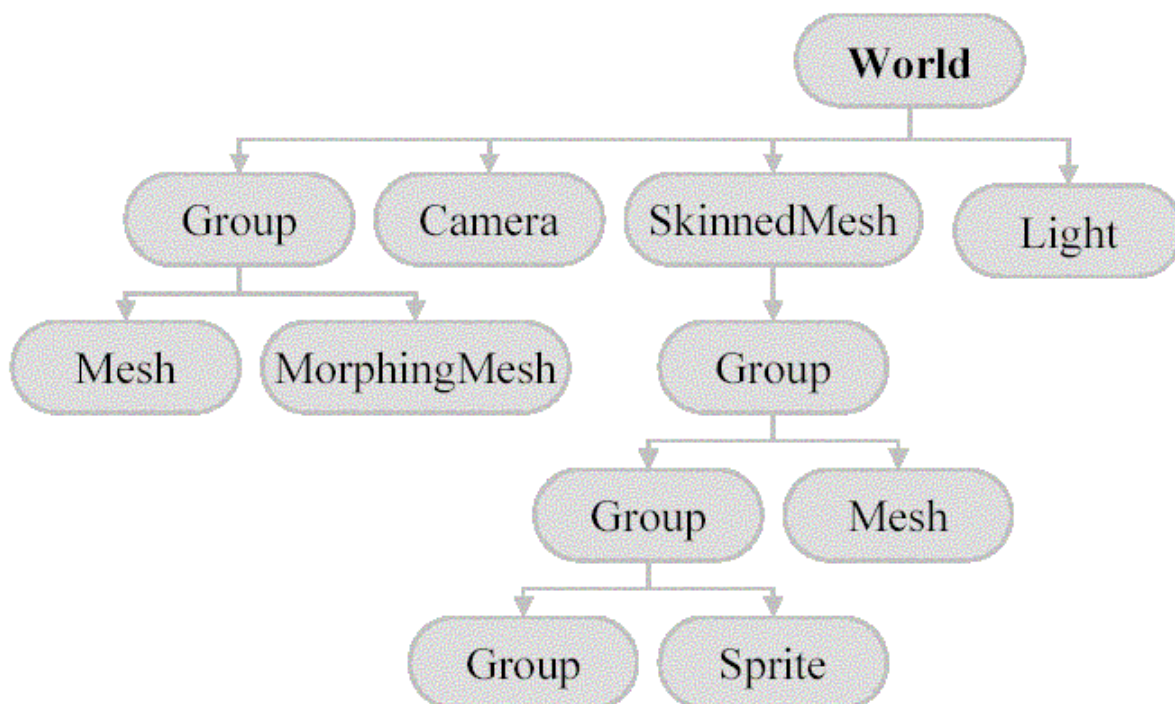 World
Group
Camera
SkinnedMesh
Light
Mesh
MorphingMesh
Group
Group
Mesh
Group
Sprite